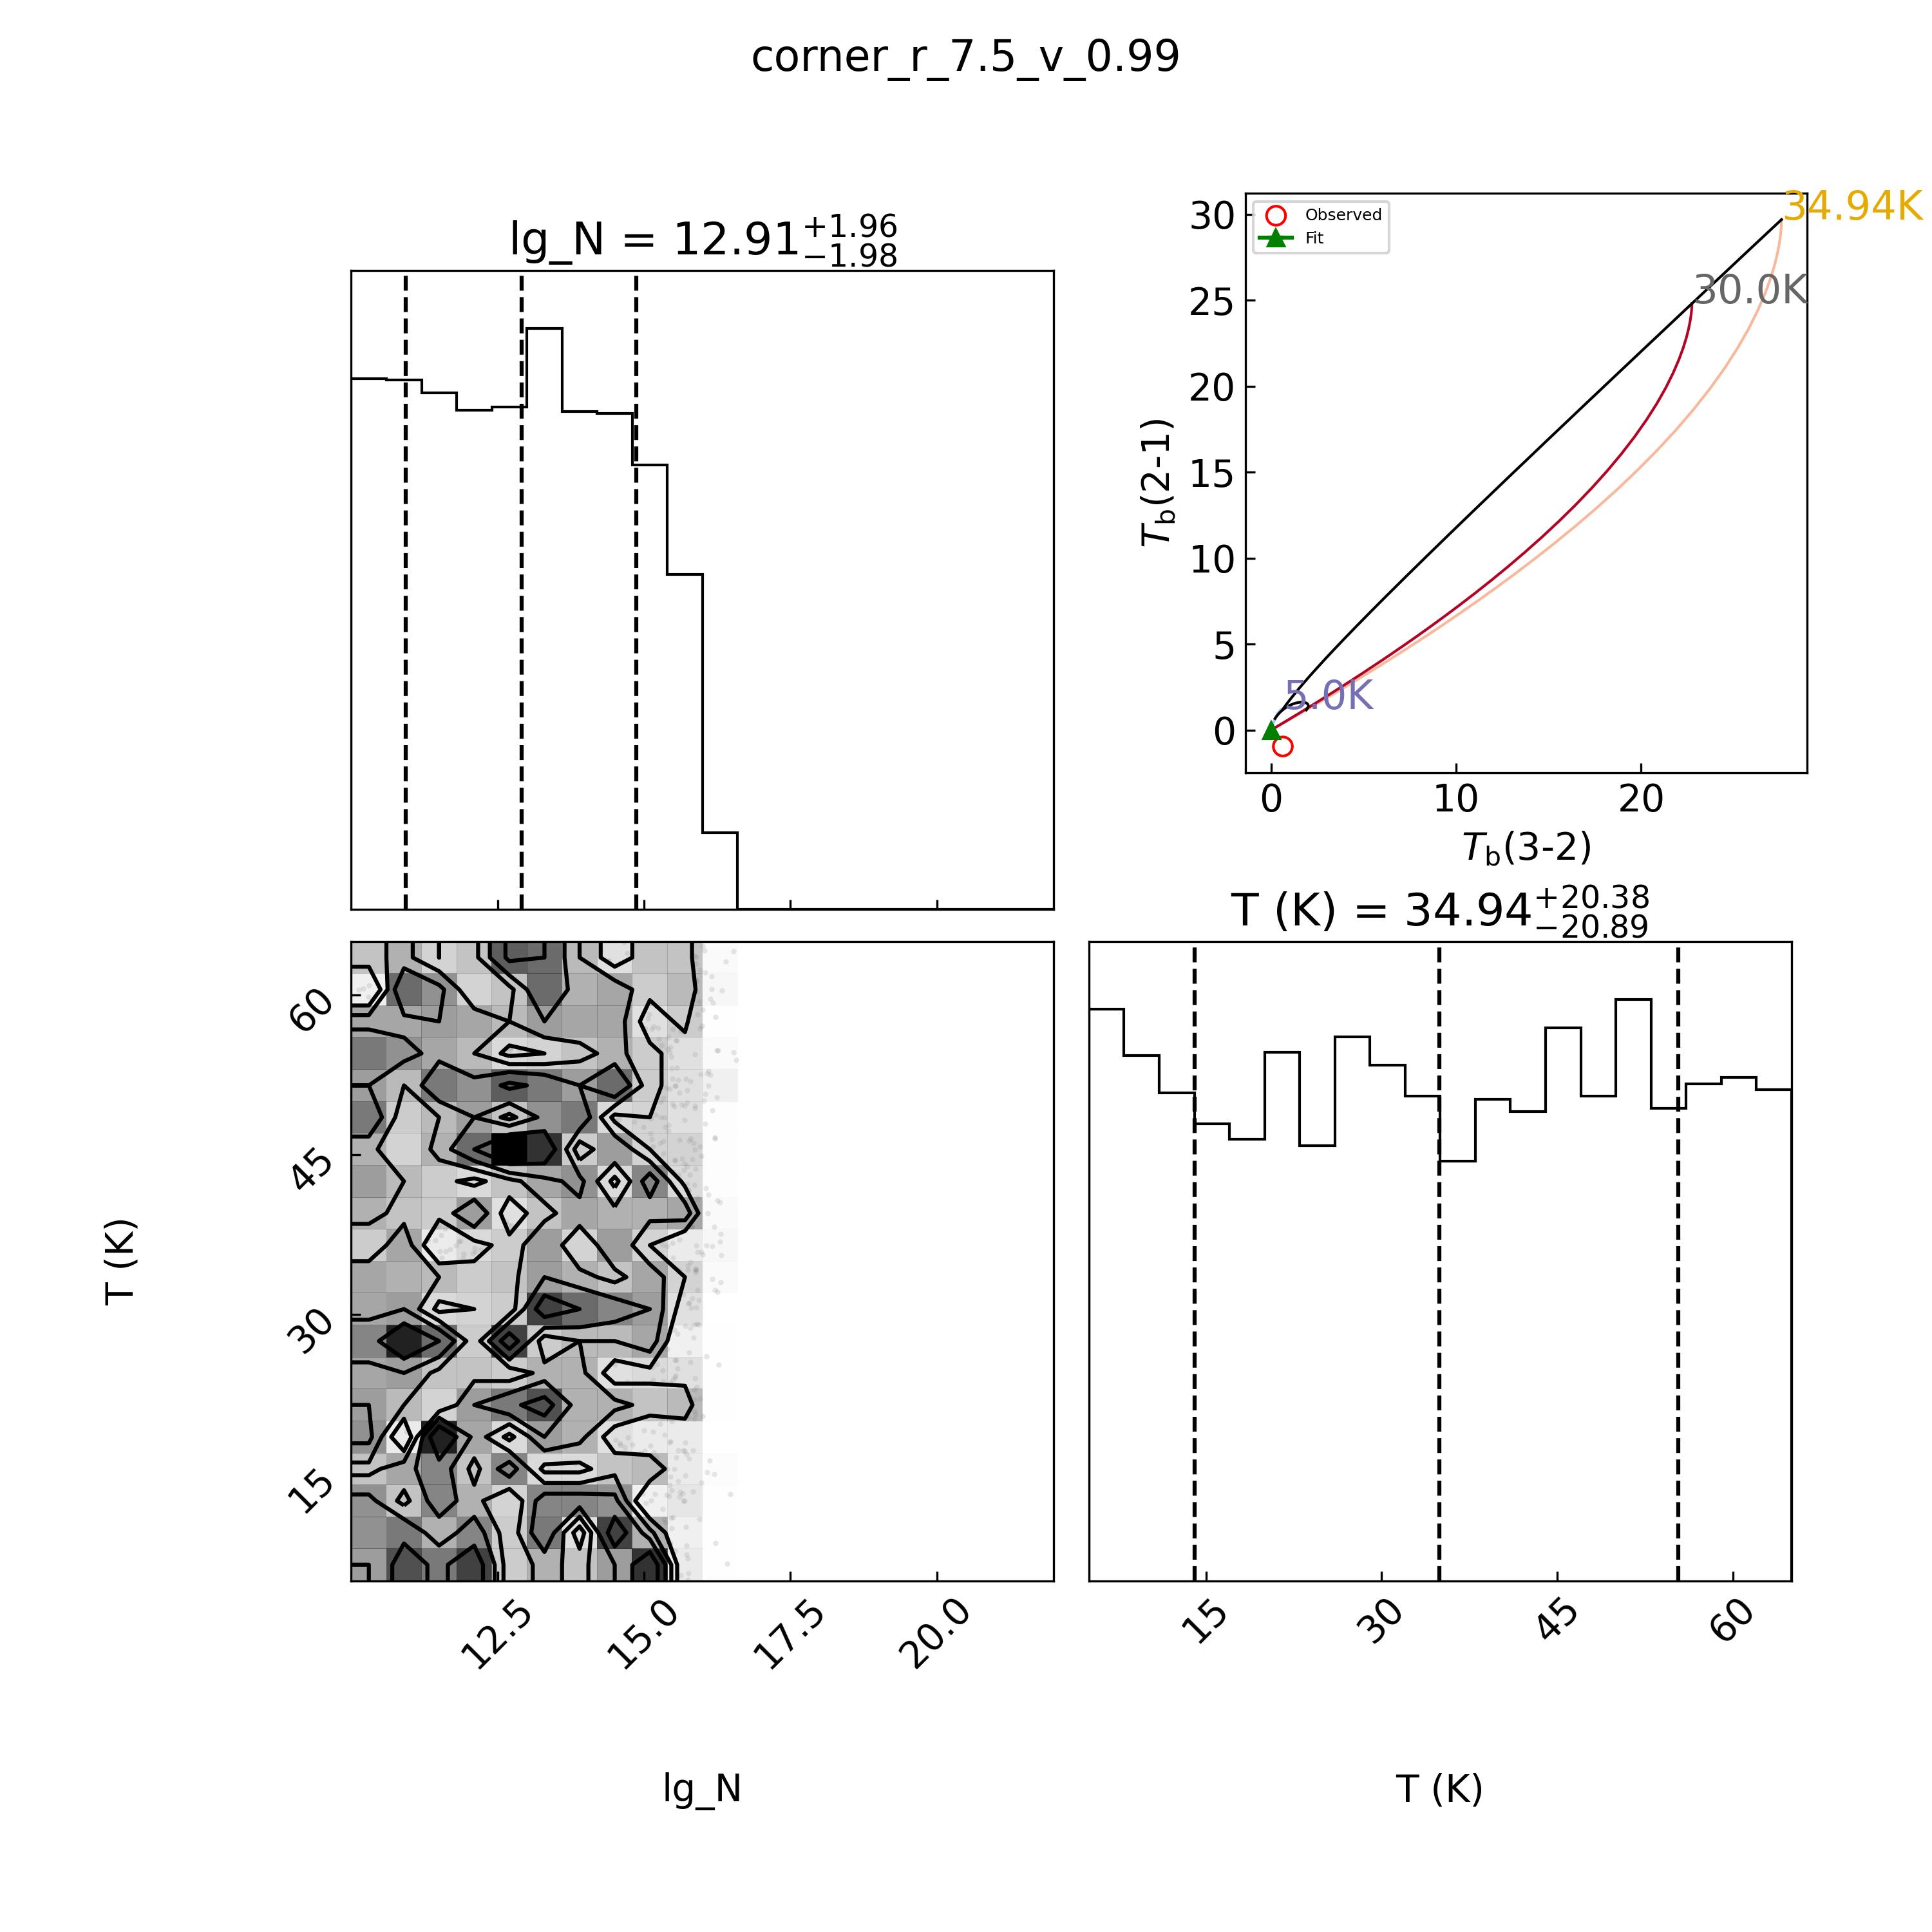 corner_r_7.5_v_0.99
lg_N = 12.91+1.96
−1.98
Observed
Fit
34.94K
30.0K
5.0K
30
25
20
15
10
5
0
Tb(2-1)
0 10 20
Tb(3-2)
T (K) = 34.94+20.38
−20.89
60
45
30
15
T (K)
12.5 15.0 17.5 20.0
lg_N
15 30 45 60
T (K)